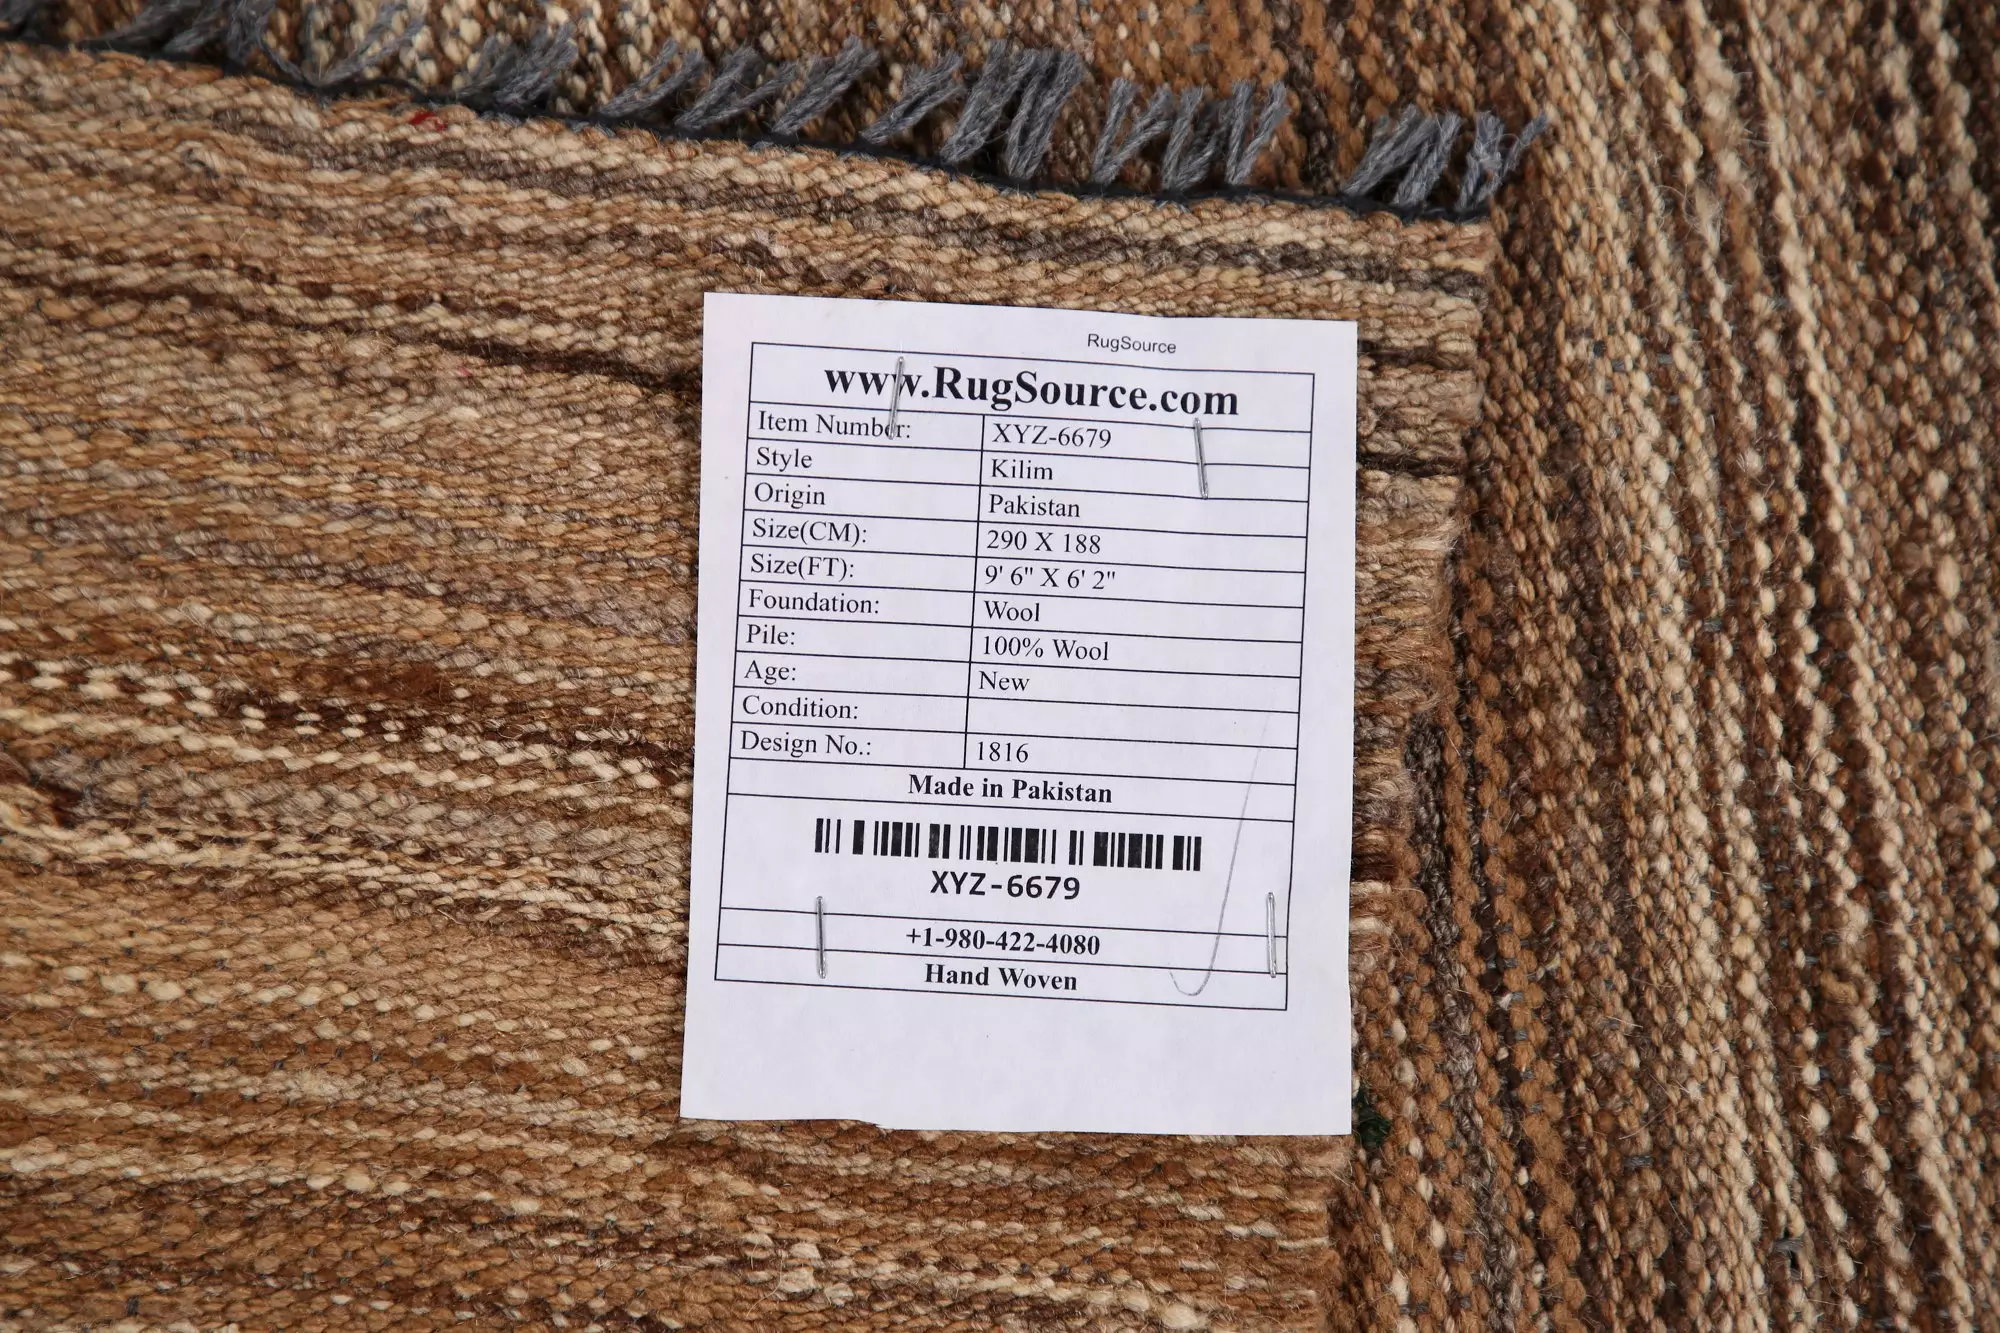 RugSource
www.RugSource.com
Item Number: XYZ-6679
Style Kilim
Origin Pakistan
Size(CM): 290 X 188
Size(FT): 9' 6" X 6' 2"
Foundation: Wool
Pile: 100% Wool
Age: New
Condition:
Design No.: 1816
Made in Pakistan
XYZ-6679
+1-980-422-4080
Hand Woven